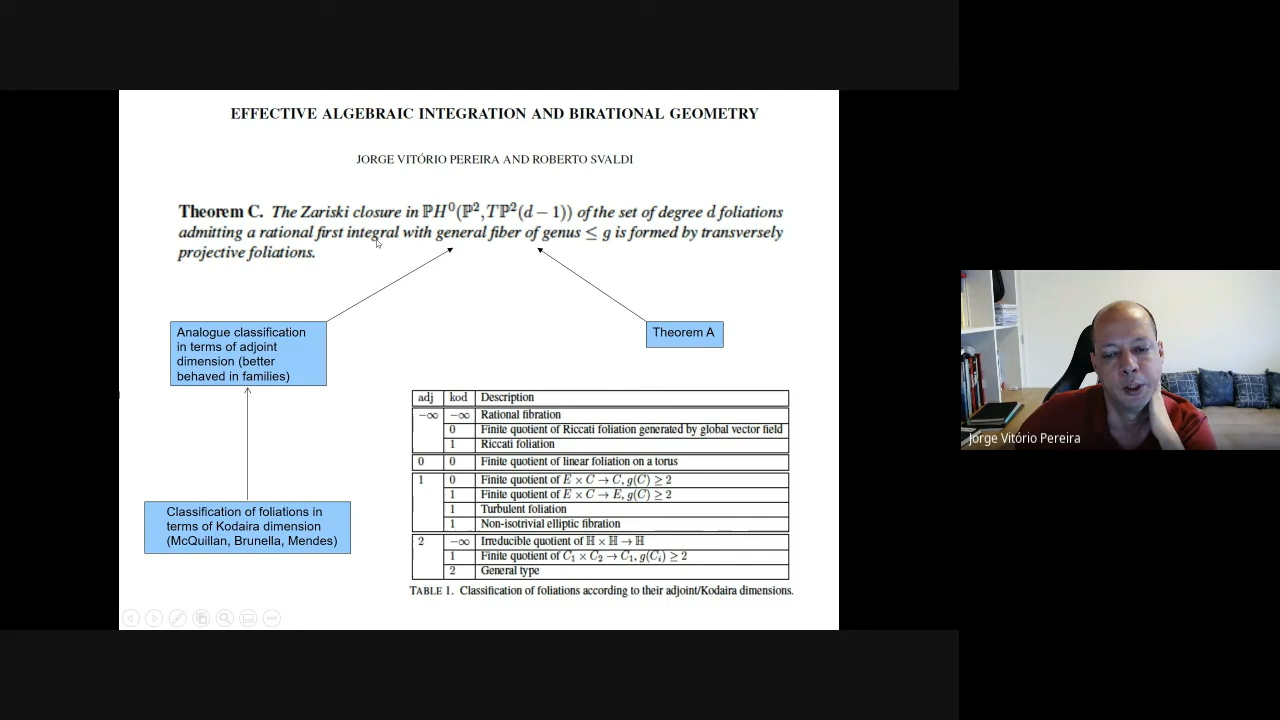 EFFECTIVE ALGEBRAIC INTEGRATION AND BIRATIONAL GEOMETRY
JORGE VITÓRIO PEREIRA AND ROBERTO SVALDI
Theorem C. The Zariski closure in ℙH⁰(ℙ², Tℙ²(d − 1)) of the set of degree d foliations
admitting a rational first integral with general fiber of genus ≤ g is formed by transversely
projective foliations.
Analogue classification
in terms of adjoint
dimension (better
behaved in families)
Theorem A
Classification of foliations in
terms of Kodaira dimension
(McQuillan, Brunella, Mendes)
adj kod Description
−∞ −∞ Rational fibration
0 Finite quotient of Riccati foliation generated by global vector field
1 Riccati foliation
0 0 Finite quotient of linear foliation on a torus
1 0 Finite quotient of E × C → C, g(C) ≥ 2
1 Finite quotient of E × C → E, g(C) ≥ 2
1 Turbulent foliation
1 Non-isotrivial elliptic fibration
2 −∞ Irreducible quotient of ℍ × ℍ → ℍ
1 Finite quotient of C₁ × C₂ → C₁, g(Cᵢ) ≥ 2
2 General type
TABLE 1. Classification of foliations according to their adjoint/Kodaira dimensions.
Jorge Vitório Pereira